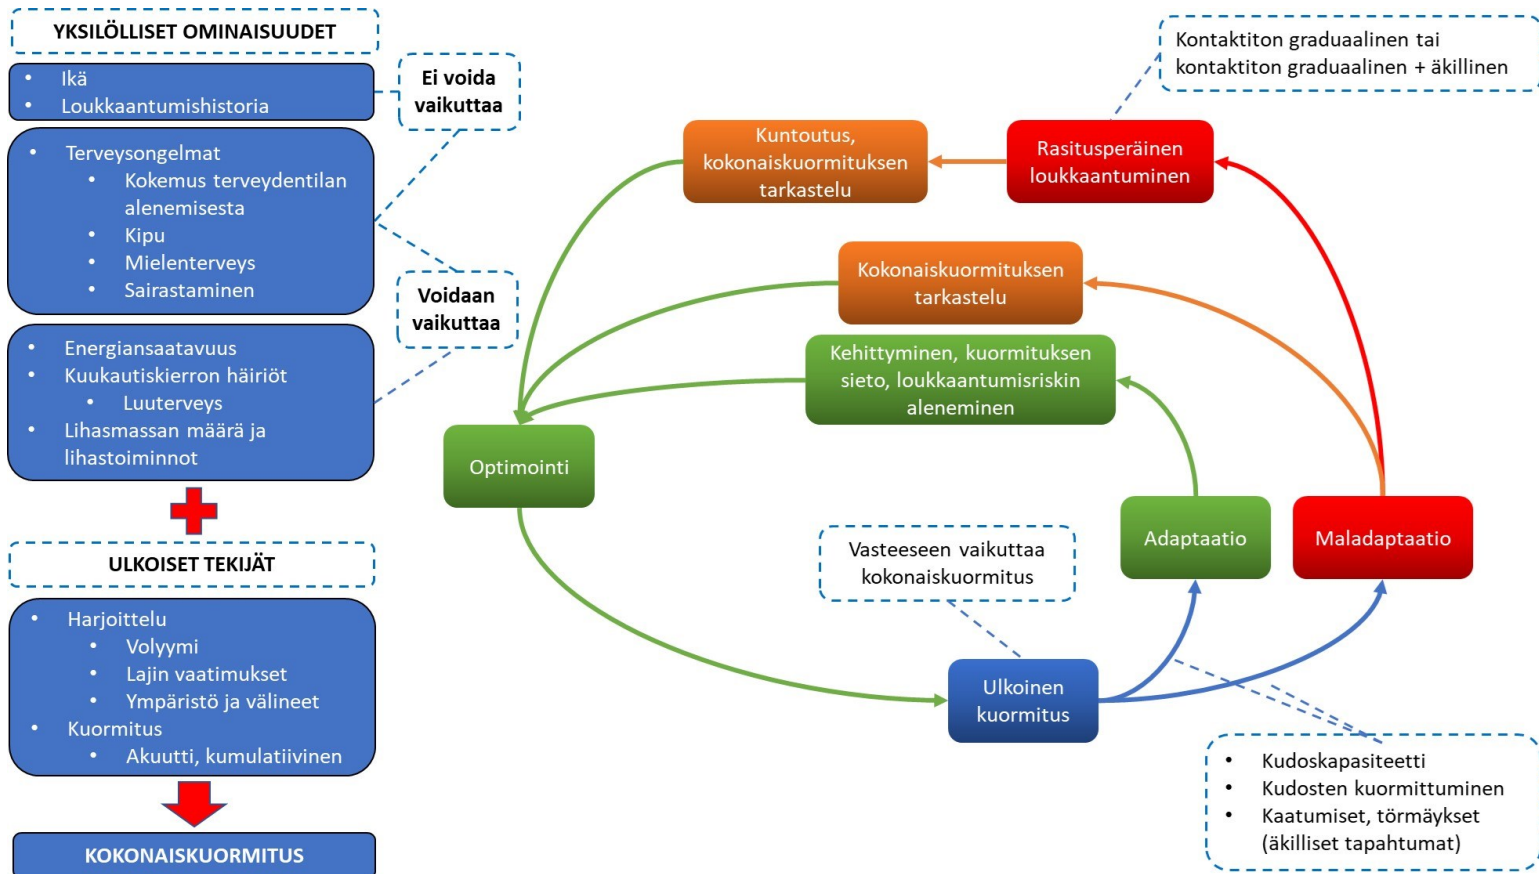 YKSILÖLLISET OMINAISUUDET
• Ikä
• Loukkaantumishistoria
Ei voida
vaikuttaa
• Terveysongelmat
• Kokemus terveydentilan
alenemisesta
• Kipu
• Mielenterveys
• Sairastaminen
Voidaan
vaikuttaa
• Energiansaatavuus
• Kuukautiskierron häiriöt
• Luuterveys
• Lihasmassan määrä ja
lihastoiminnot
ULKOISET TEKIJÄT
• Harjoittelu
• Volyymi
• Lajin vaatimukset
• Ympäristö ja välineet
• Kuormitus
• Akuutti, kumulatiivinen
KOKONAISKUORMITUS
Kontaktiton graduaalinen tai
kontaktiton graduaalinen + äkillinen
Kuntoutus,
kokonaiskuormituksen
tarkastelu
Rasitusperäinen
loukkaantuminen
Kokonaiskuormituksen
tarkastelu
Kehittyminen, kuormituksen
sieto, loukkaantumisriskin
aleneminen
Optimointi
Adaptaatio
Maladaptaatio
Vasteeseen vaikuttaa
kokonaiskuormitus
Ulkoinen
kuormitus
• Kudoskapasiteetti
• Kudosten kuormittuminen
• Kaatumiset, törmäykset
(äkilliset tapahtumat)